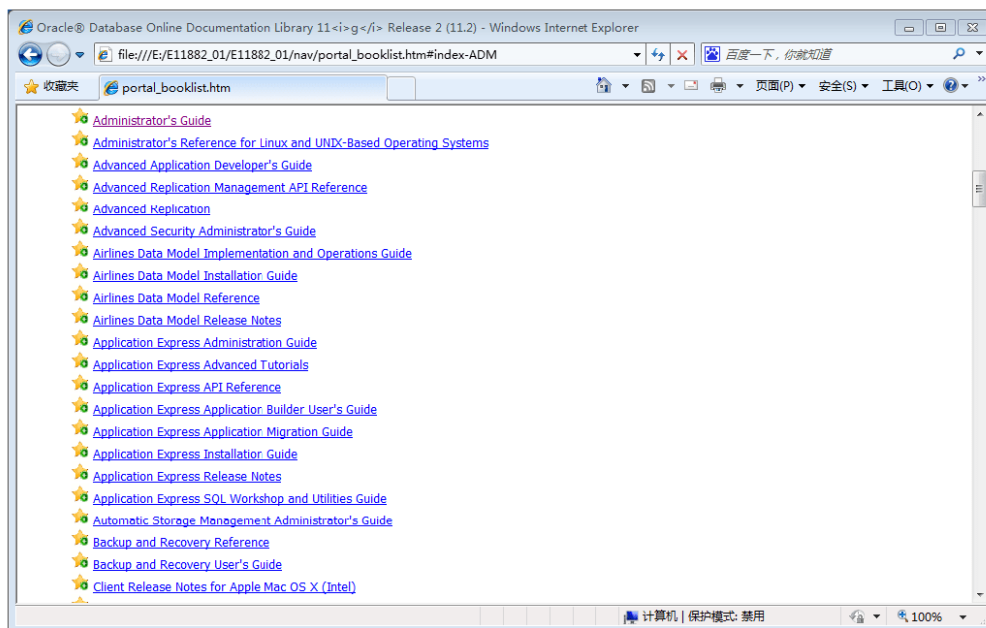 Oracle® Database Online Documentation Library 11<i>g</i> Release 2 (11.2) - Windows Internet Explorer
file:///E:/E11882_01/E11882_01/nav/portal_booklist.htm#index-ADM 百度一下，你就知道
收藏夹 portal_booklist.htm 页面(P) 安全(S) 工具(O)
Administrator's Guide
Administrator's Reference for Linux and UNIX-Based Operating Systems
Advanced Application Developer's Guide
Advanced Replication Management API Reference
Advanced Replication
Advanced Security Administrator's Guide
Airlines Data Model Implementation and Operations Guide
Airlines Data Model Installation Guide
Airlines Data Model Reference
Airlines Data Model Release Notes
Application Express Administration Guide
Application Express Advanced Tutorials
Application Express API Reference
Application Express Application Builder User's Guide
Application Express Application Migration Guide
Application Express Installation Guide
Application Express Release Notes
Application Express SQL Workshop and Utilities Guide
Automatic Storage Management Administrator's Guide
Backup and Recovery Reference
Backup and Recovery User's Guide
Client Release Notes for Apple Mac OS X (Intel)
计算机 | 保护模式: 禁用 100%